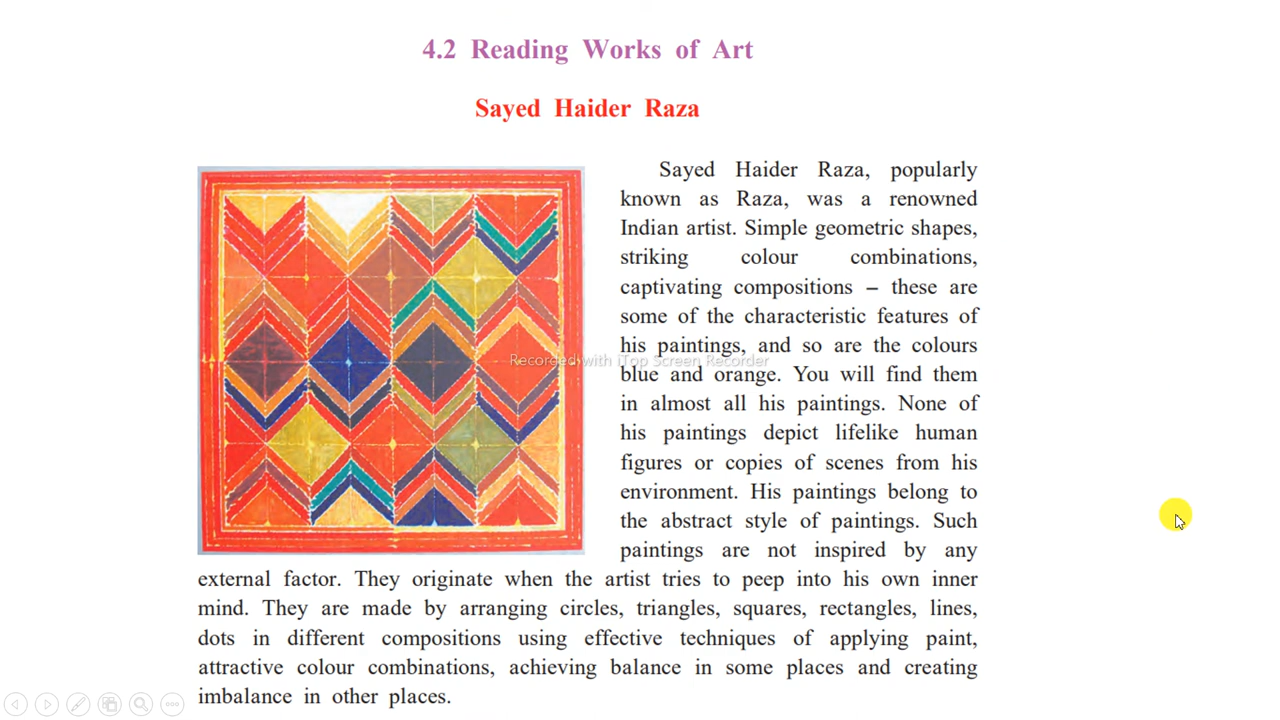 4.2 Reading Works of Art
Sayed Haider Raza
Sayed Haider Raza, popularly
known as Raza, was a renowned
Indian artist. Simple geometric shapes,
striking colour combinations,
captivating compositions – these are
some of the characteristic features of
his paintings, and so are the colours
Recorded with iTop Screen Recorder
blue and orange. You will find them
in almost all his paintings. None of
his paintings depict lifelike human
figures or copies of scenes from his
environment. His paintings belong to
the abstract style of paintings. Such
paintings are not inspired by any
external factor. They originate when the artist tries to peep into his own inner
mind. They are made by arranging circles, triangles, squares, rectangles, lines,
dots in different compositions using effective techniques of applying paint,
attractive colour combinations, achieving balance in some places and creating
imbalance in other places.